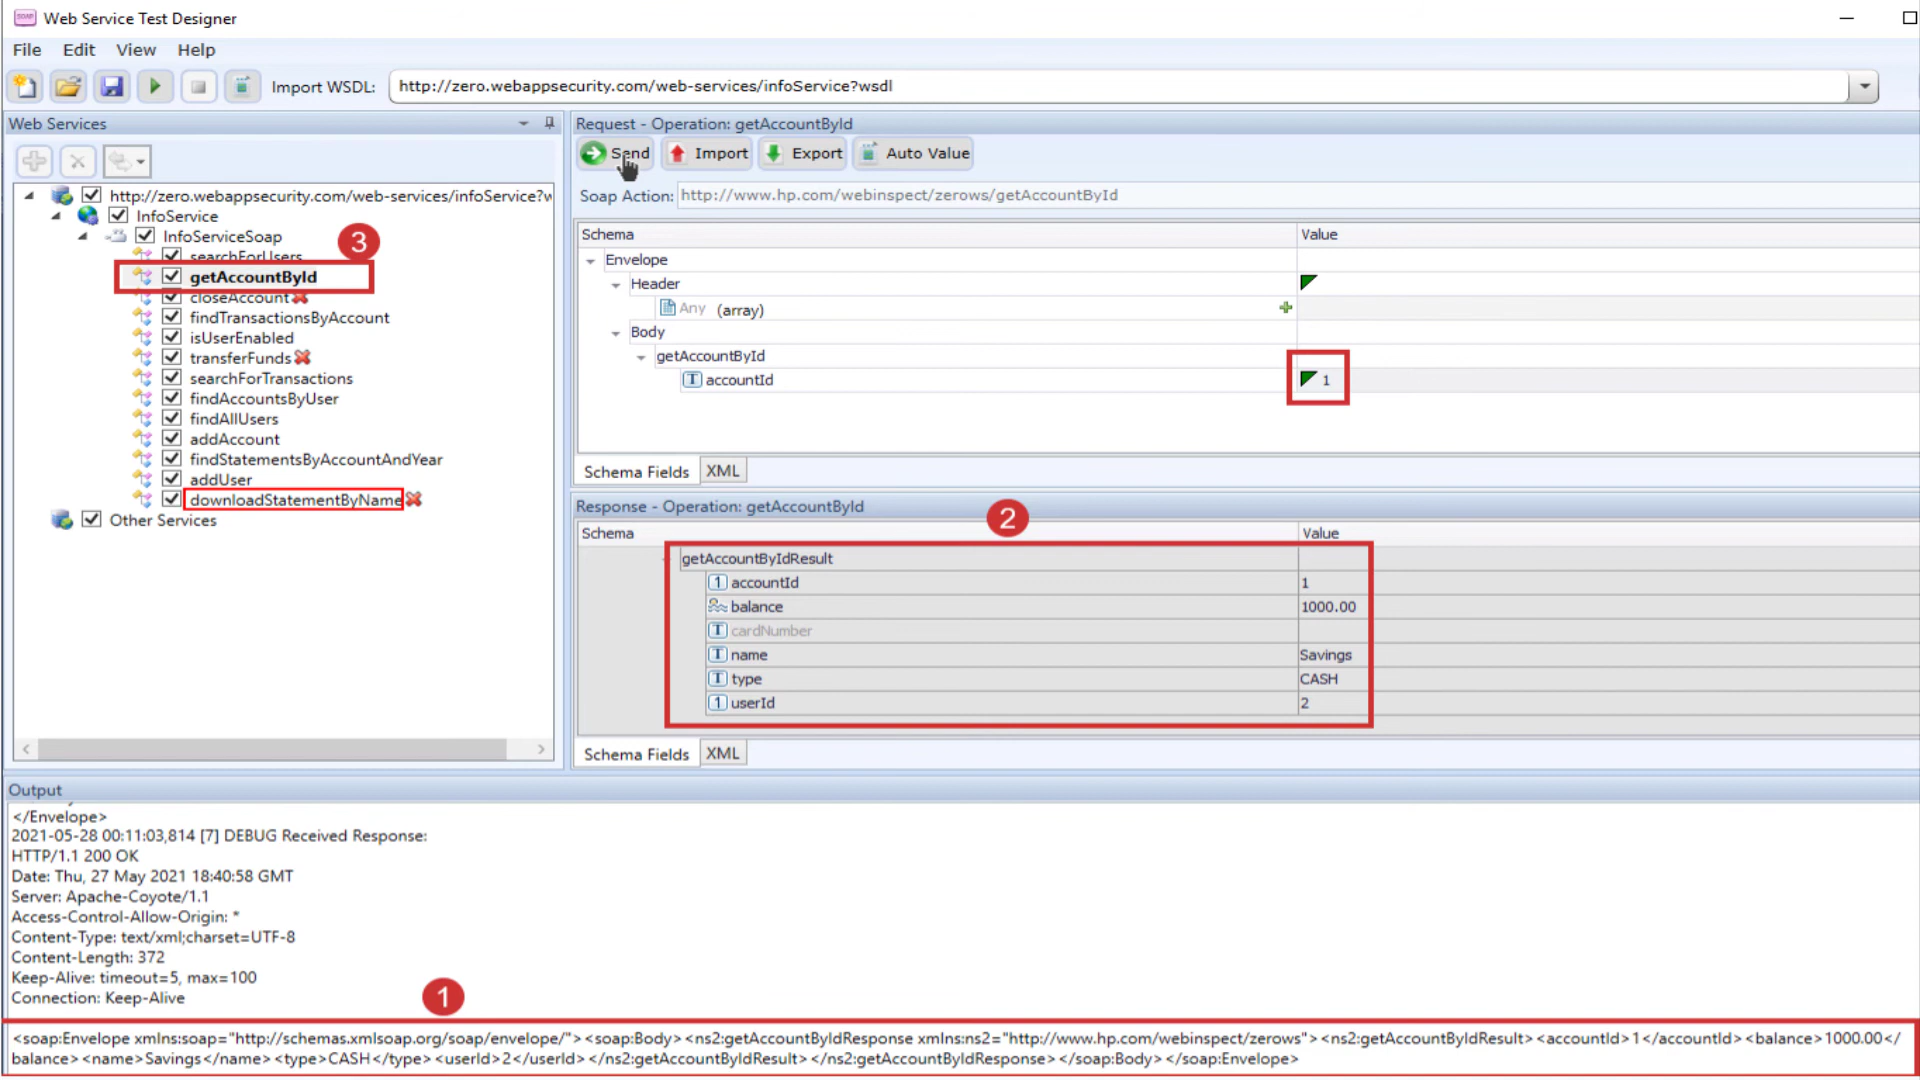 SOAP Web Service Test Designer
File Edit View Help
Import WSDL: http://zero.webappsecurity.com/web-services/infoService?wsdl
Web Services
http://zero.webappsecurity.com/web-services/infoService?w
InfoService
InfoServiceSoap
3
searchForUsers
getAccountById
closeAccount
findTransactionsByAccount
isUserEnabled
transferFunds
searchForTransactions
findAccountsByUser
findAllUsers
addAccount
findStatementsByAccountAndYear
addUser
downloadStatementByName
Other Services
Request - Operation: getAccountById
Send Import Export Auto Value
Soap Action: http://www.hp.com/webinspect/zerows/getAccountById
Schema Value
Envelope
Header
Any (array)
Body
getAccountById
T accountId 1
Schema Fields XML
Response - Operation: getAccountById
2
Schema Value
getAccountByIdResult
1 accountId 1
balance 1000.00
T cardNumber
T name Savings
T type CASH
1 userId 2
Schema Fields XML
Output
</Envelope>
2021-05-28 00:11:03,814 [7] DEBUG Received Response:
HTTP/1.1 200 OK
Date: Thu, 27 May 2021 18:40:58 GMT
Server: Apache-Coyote/1.1
Access-Control-Allow-Origin: *
Content-Type: text/xml;charset=UTF-8
Content-Length: 372
Keep-Alive: timeout=5, max=100
Connection: Keep-Alive
1
<soap:Envelope xmlns:soap="http://schemas.xmlsoap.org/soap/envelope/"><soap:Body><ns2:getAccountByIdResponse xmlns:ns2="http://www.hp.com/webinspect/zerows"><ns2:getAccountByIdResult><accountId>1</accountId><balance>1000.00</
balance><name>Savings</name><type>CASH</type><userId>2</userId></ns2:getAccountByIdResult></ns2:getAccountByIdResponse></soap:Body></soap:Envelope>